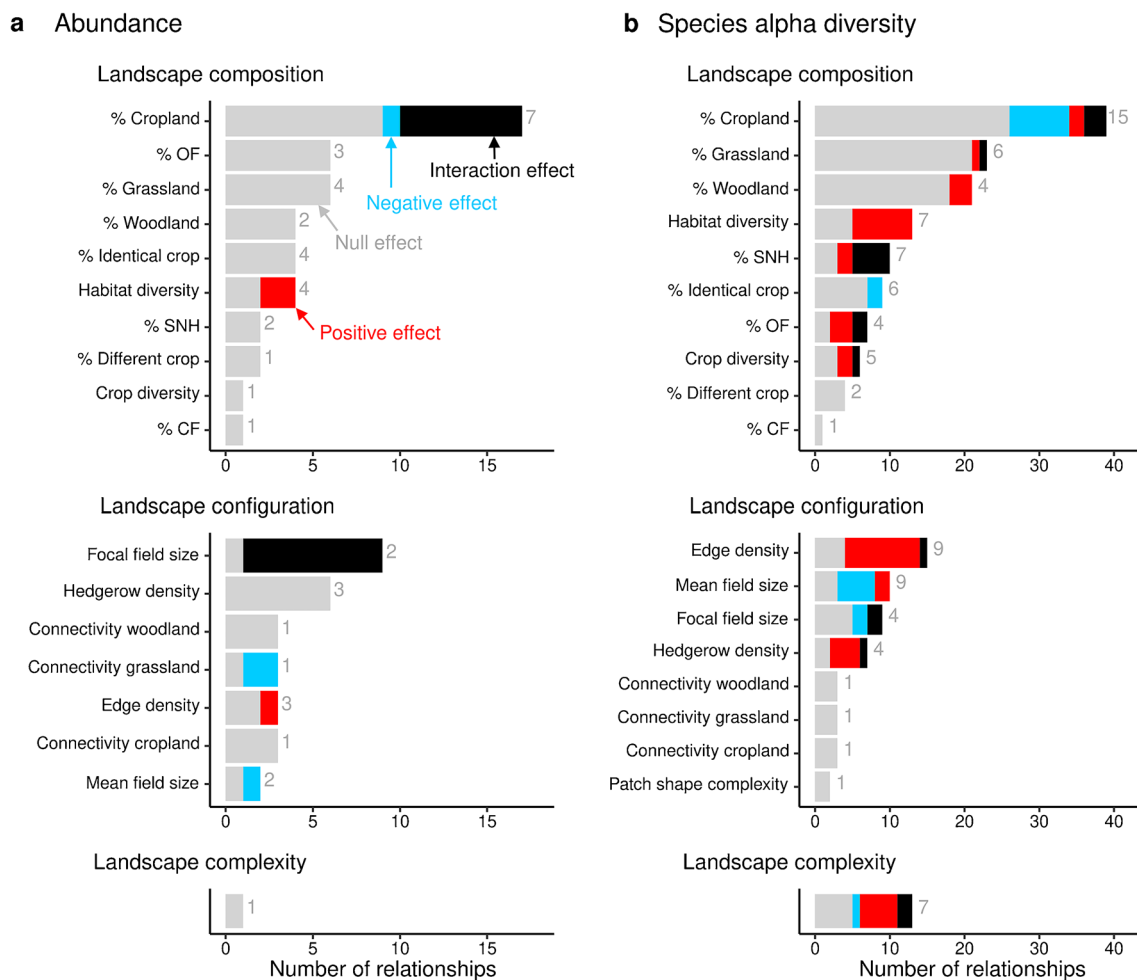 a Abundance
Landscape composition
% Cropland 7
% OF 3
% Grassland 4
% Woodland 2
% Identical crop 4
Habitat diversity 4
% SNH 2
% Different crop 1
Crop diversity 1
% CF 1
Interaction effect
Negative effect
Null effect
Positive effect
0 5 10 15
Landscape configuration
Focal field size 2
Hedgerow density 3
Connectivity woodland 1
Connectivity grassland 1
Edge density 3
Connectivity cropland 1
Mean field size 2
0 5 10 15
Landscape complexity
1
0 5 10 15
Number of relationships
b Species alpha diversity
Landscape composition
% Cropland 15
% Grassland 6
% Woodland 4
Habitat diversity 7
% SNH 7
% Identical crop 6
% OF 4
Crop diversity 5
% Different crop 2
% CF 1
0 10 20 30 40
Landscape configuration
Edge density 9
Mean field size 9
Focal field size 4
Hedgerow density 4
Connectivity woodland 1
Connectivity grassland 1
Connectivity cropland 1
Patch shape complexity 1
0 10 20 30 40
Landscape complexity
7
0 10 20 30 40
Number of relationships